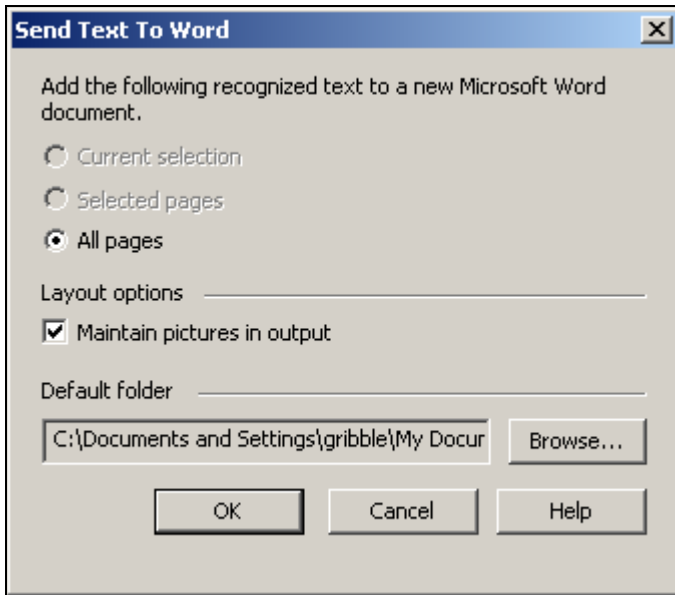 Send Text To Word
Add the following recognized text to a new Microsoft Word
document.
Current selection
Selected pages
All pages
Layout options
Maintain pictures in output
Default folder
C:\Documents and Settings\gribble\My Docur
Browse...
OK Cancel Help